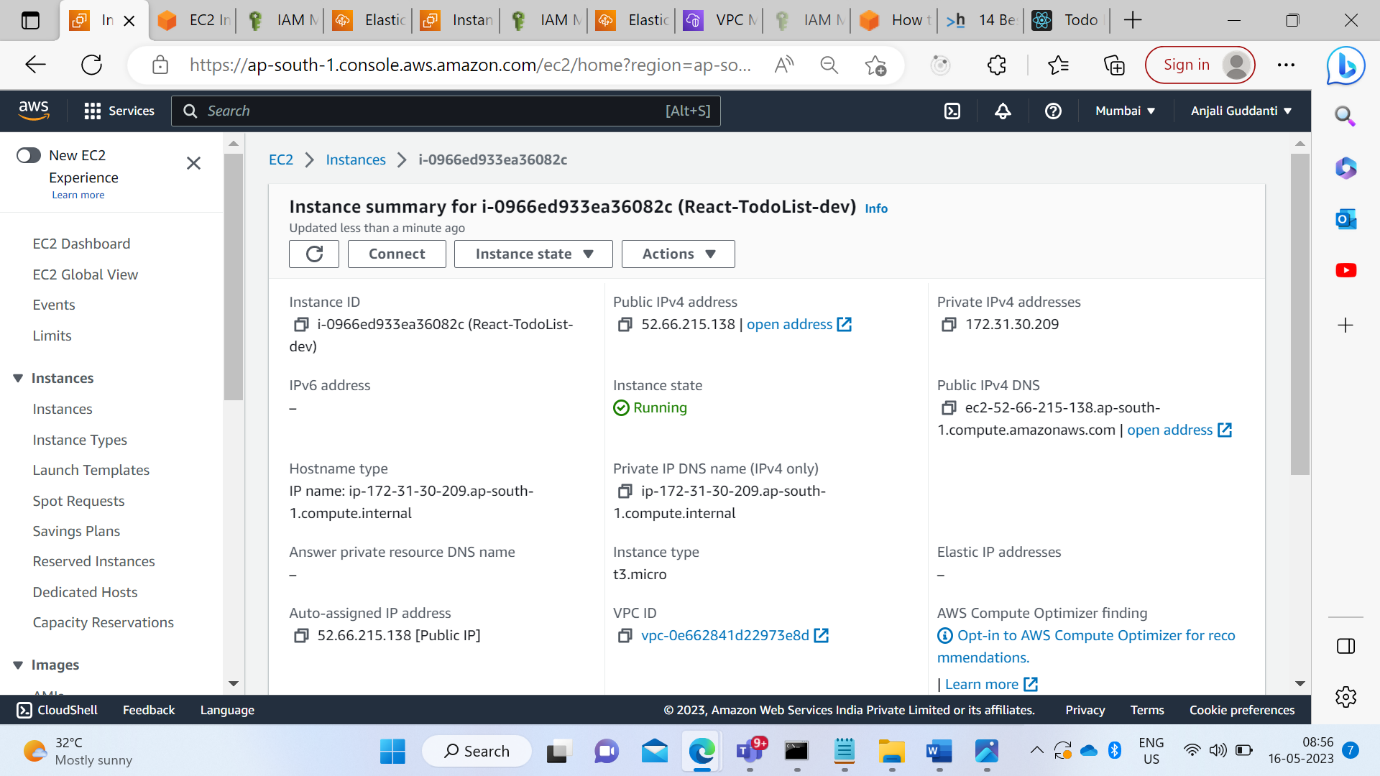 In
EC2 In
IAM M
Elastic
Instan
IAM M
Elastic
VPC M
IAM M
How t
14 Be
Todo
https://ap-south-1.console.aws.amazon.com/ec2/home?region=ap-so...
Sign in
aws
Services
Search
[Alt+S]
Mumbai
Anjali Guddanti
New EC2
Experience
Learn more
EC2 Dashboard
EC2 Global View
Events
Limits
Instances
Instances
Instance Types
Launch Templates
Spot Requests
Savings Plans
Reserved Instances
Dedicated Hosts
Capacity Reservations
Images
AMIs
EC2
Instances
i-0966ed933ea36082c
Instance summary for i-0966ed933ea36082c (React-TodoList-dev) Info
Updated less than a minute ago
Connect
Instance state
Actions
Instance ID
i-0966ed933ea36082c (React-TodoList-
dev)
Public IPv4 address
52.66.215.138 | open address
Private IPv4 addresses
172.31.30.209
IPv6 address
–
Instance state
Running
Public IPv4 DNS
ec2-52-66-215-138.ap-south-
1.compute.amazonaws.com | open address
Hostname type
IP name: ip-172-31-30-209.ap-south-
1.compute.internal
Private IP DNS name (IPv4 only)
ip-172-31-30-209.ap-south-
1.compute.internal
Answer private resource DNS name
–
Instance type
t3.micro
Elastic IP addresses
–
Auto-assigned IP address
52.66.215.138 [Public IP]
VPC ID
vpc-0e662841d22973e8d
AWS Compute Optimizer finding
Opt-in to AWS Compute Optimizer for reco
mmendations.
| Learn more
CloudShell
Feedback
Language
© 2023, Amazon Web Services India Private Limited or its affiliates.
Privacy
Terms
Cookie preferences
32°C
Mostly sunny
Search
9+
ENG
US
08:56
16-05-2023
7